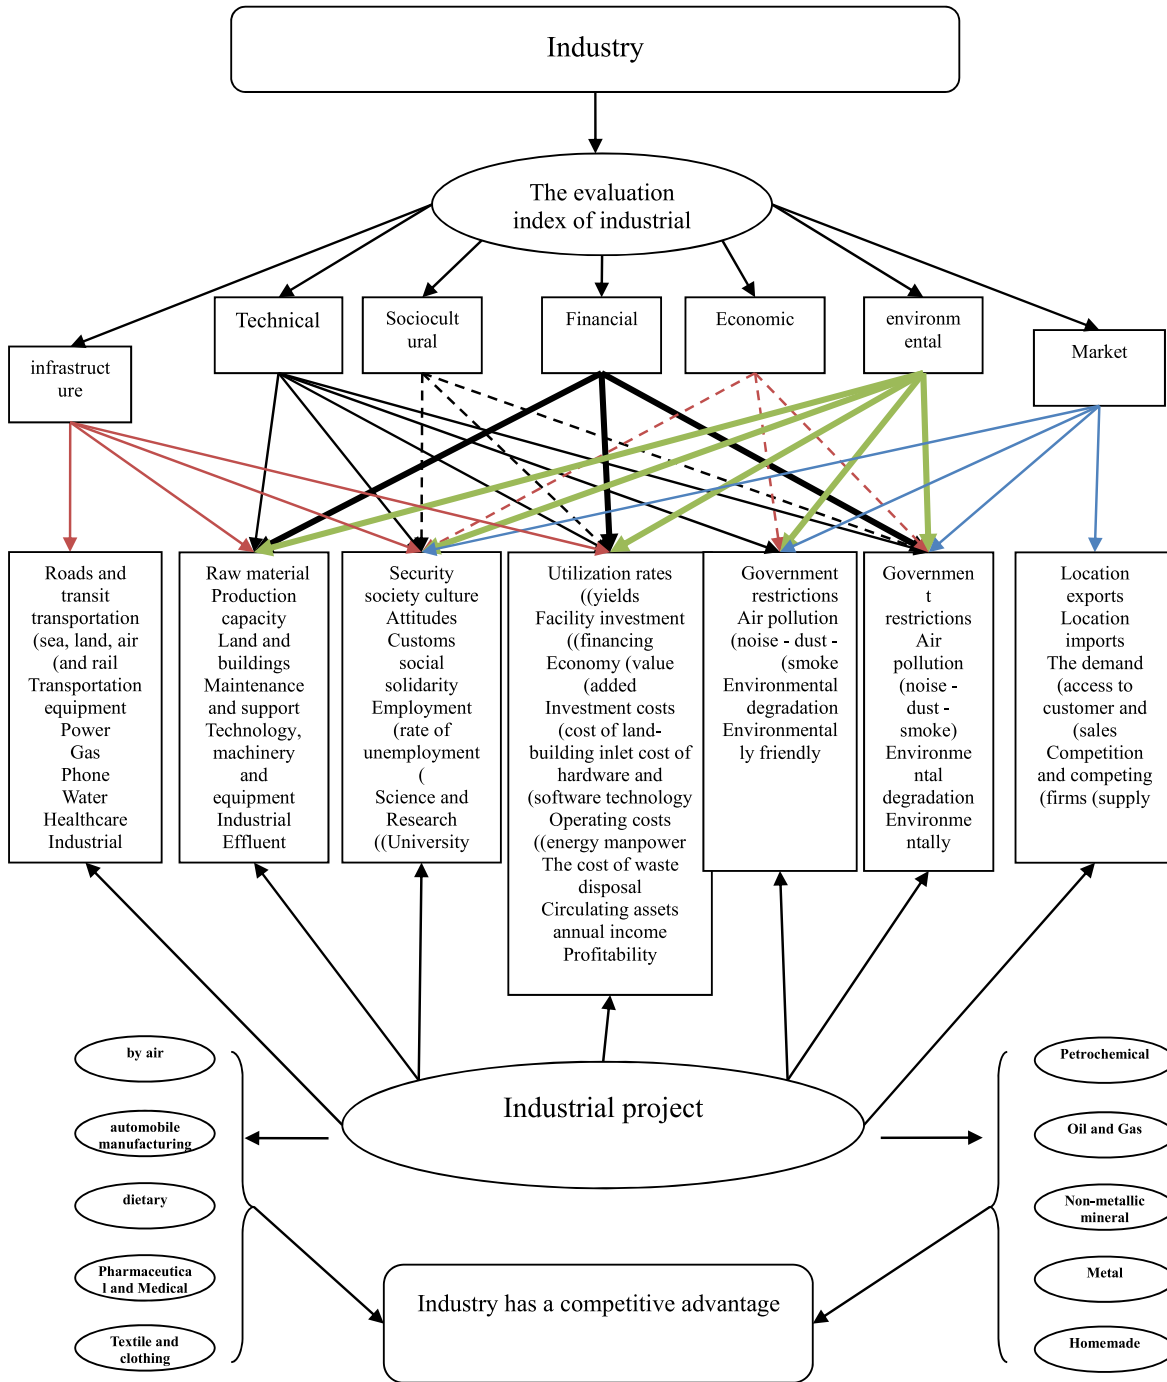 Industry
The evaluation
index of industrial
Technical
Sociocult
ural
Financial
Economic
environm
ental
Market
infrastruct
ure
Roads and
transit
transportation
(sea, land, air
(and rail
Transportation
equipment
Power
Gas
Phone
Water
Healthcare
Industrial
Raw material
Production
capacity
Land and
buildings
Maintenance
and support
Technology,
machinery
and
equipment
Industrial
Effluent
Security
society culture
Attitudes
Customs
social
solidarity
Employment
(rate of
unemployment
(
Science and
Research
((University
Utilization rates
((yields
Facility investment
((financing
Economy (value
(added
Investment costs
(cost of land-
building inlet cost of
hardware and
(software technology
Operating costs
((energy manpower
The cost of waste
disposal
Circulating assets
annual income
Profitability
Government
restrictions
Air pollution
(noise - dust -
(smoke
Environmental
degradation
Environmental
ly friendly
Governmen
t
restrictions
Air
pollution
(noise -
dust -
smoke)
Environme
ntal
degradation
Environme
ntally
Location
exports
Location
imports
The demand
(access to
customer and
(sales
Competition
and competing
(firms (supply
by air
automobile
manufacturing
dietary
Pharmaceutica
l and Medical
Textile and
clothing
Industrial project
Industry has a competitive advantage
Petrochemical
Oil and Gas
Non-metallic
mineral
Metal
Homemade